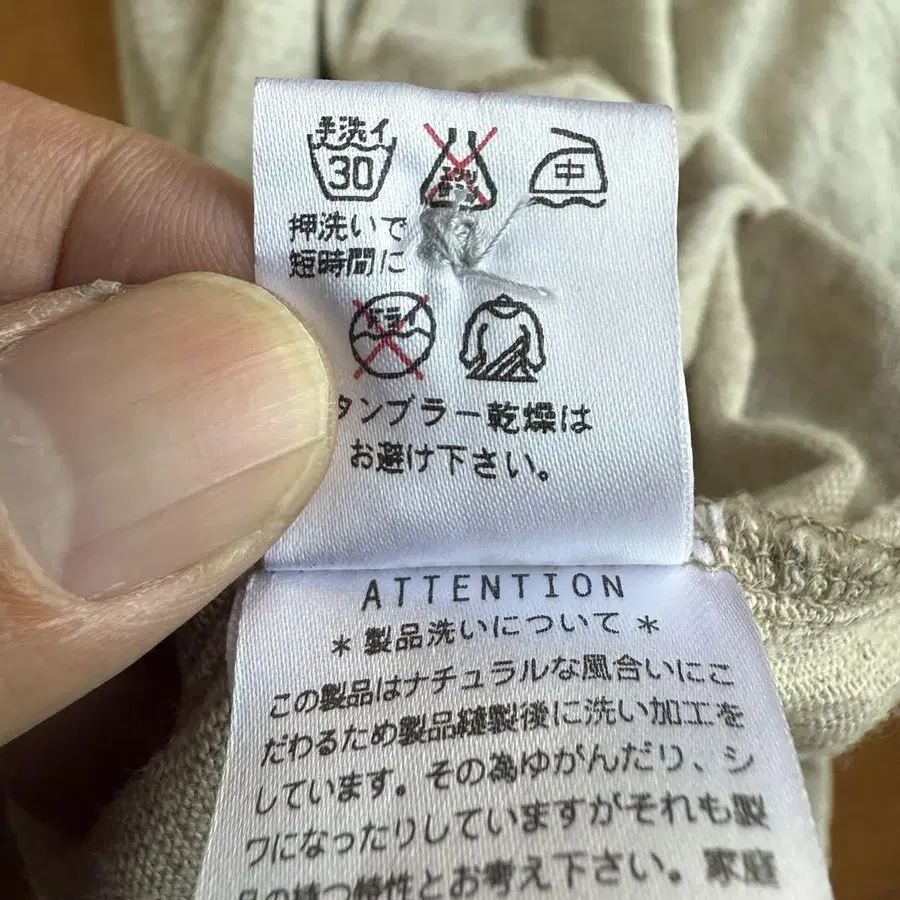 手洗イ
30
中
押洗いで
短時間に
ドライ
タンブラー乾燥は
お避け下さい。
ATTENTION
* 製品洗いについて *
この製品はナチュラルな風合いにこ
だわるため製品縫製後に洗い加工を
しています。その為ゆがんだり、シ
ワになったりしていますがそれも製
品の持つ特性とお考え下さい。家庭